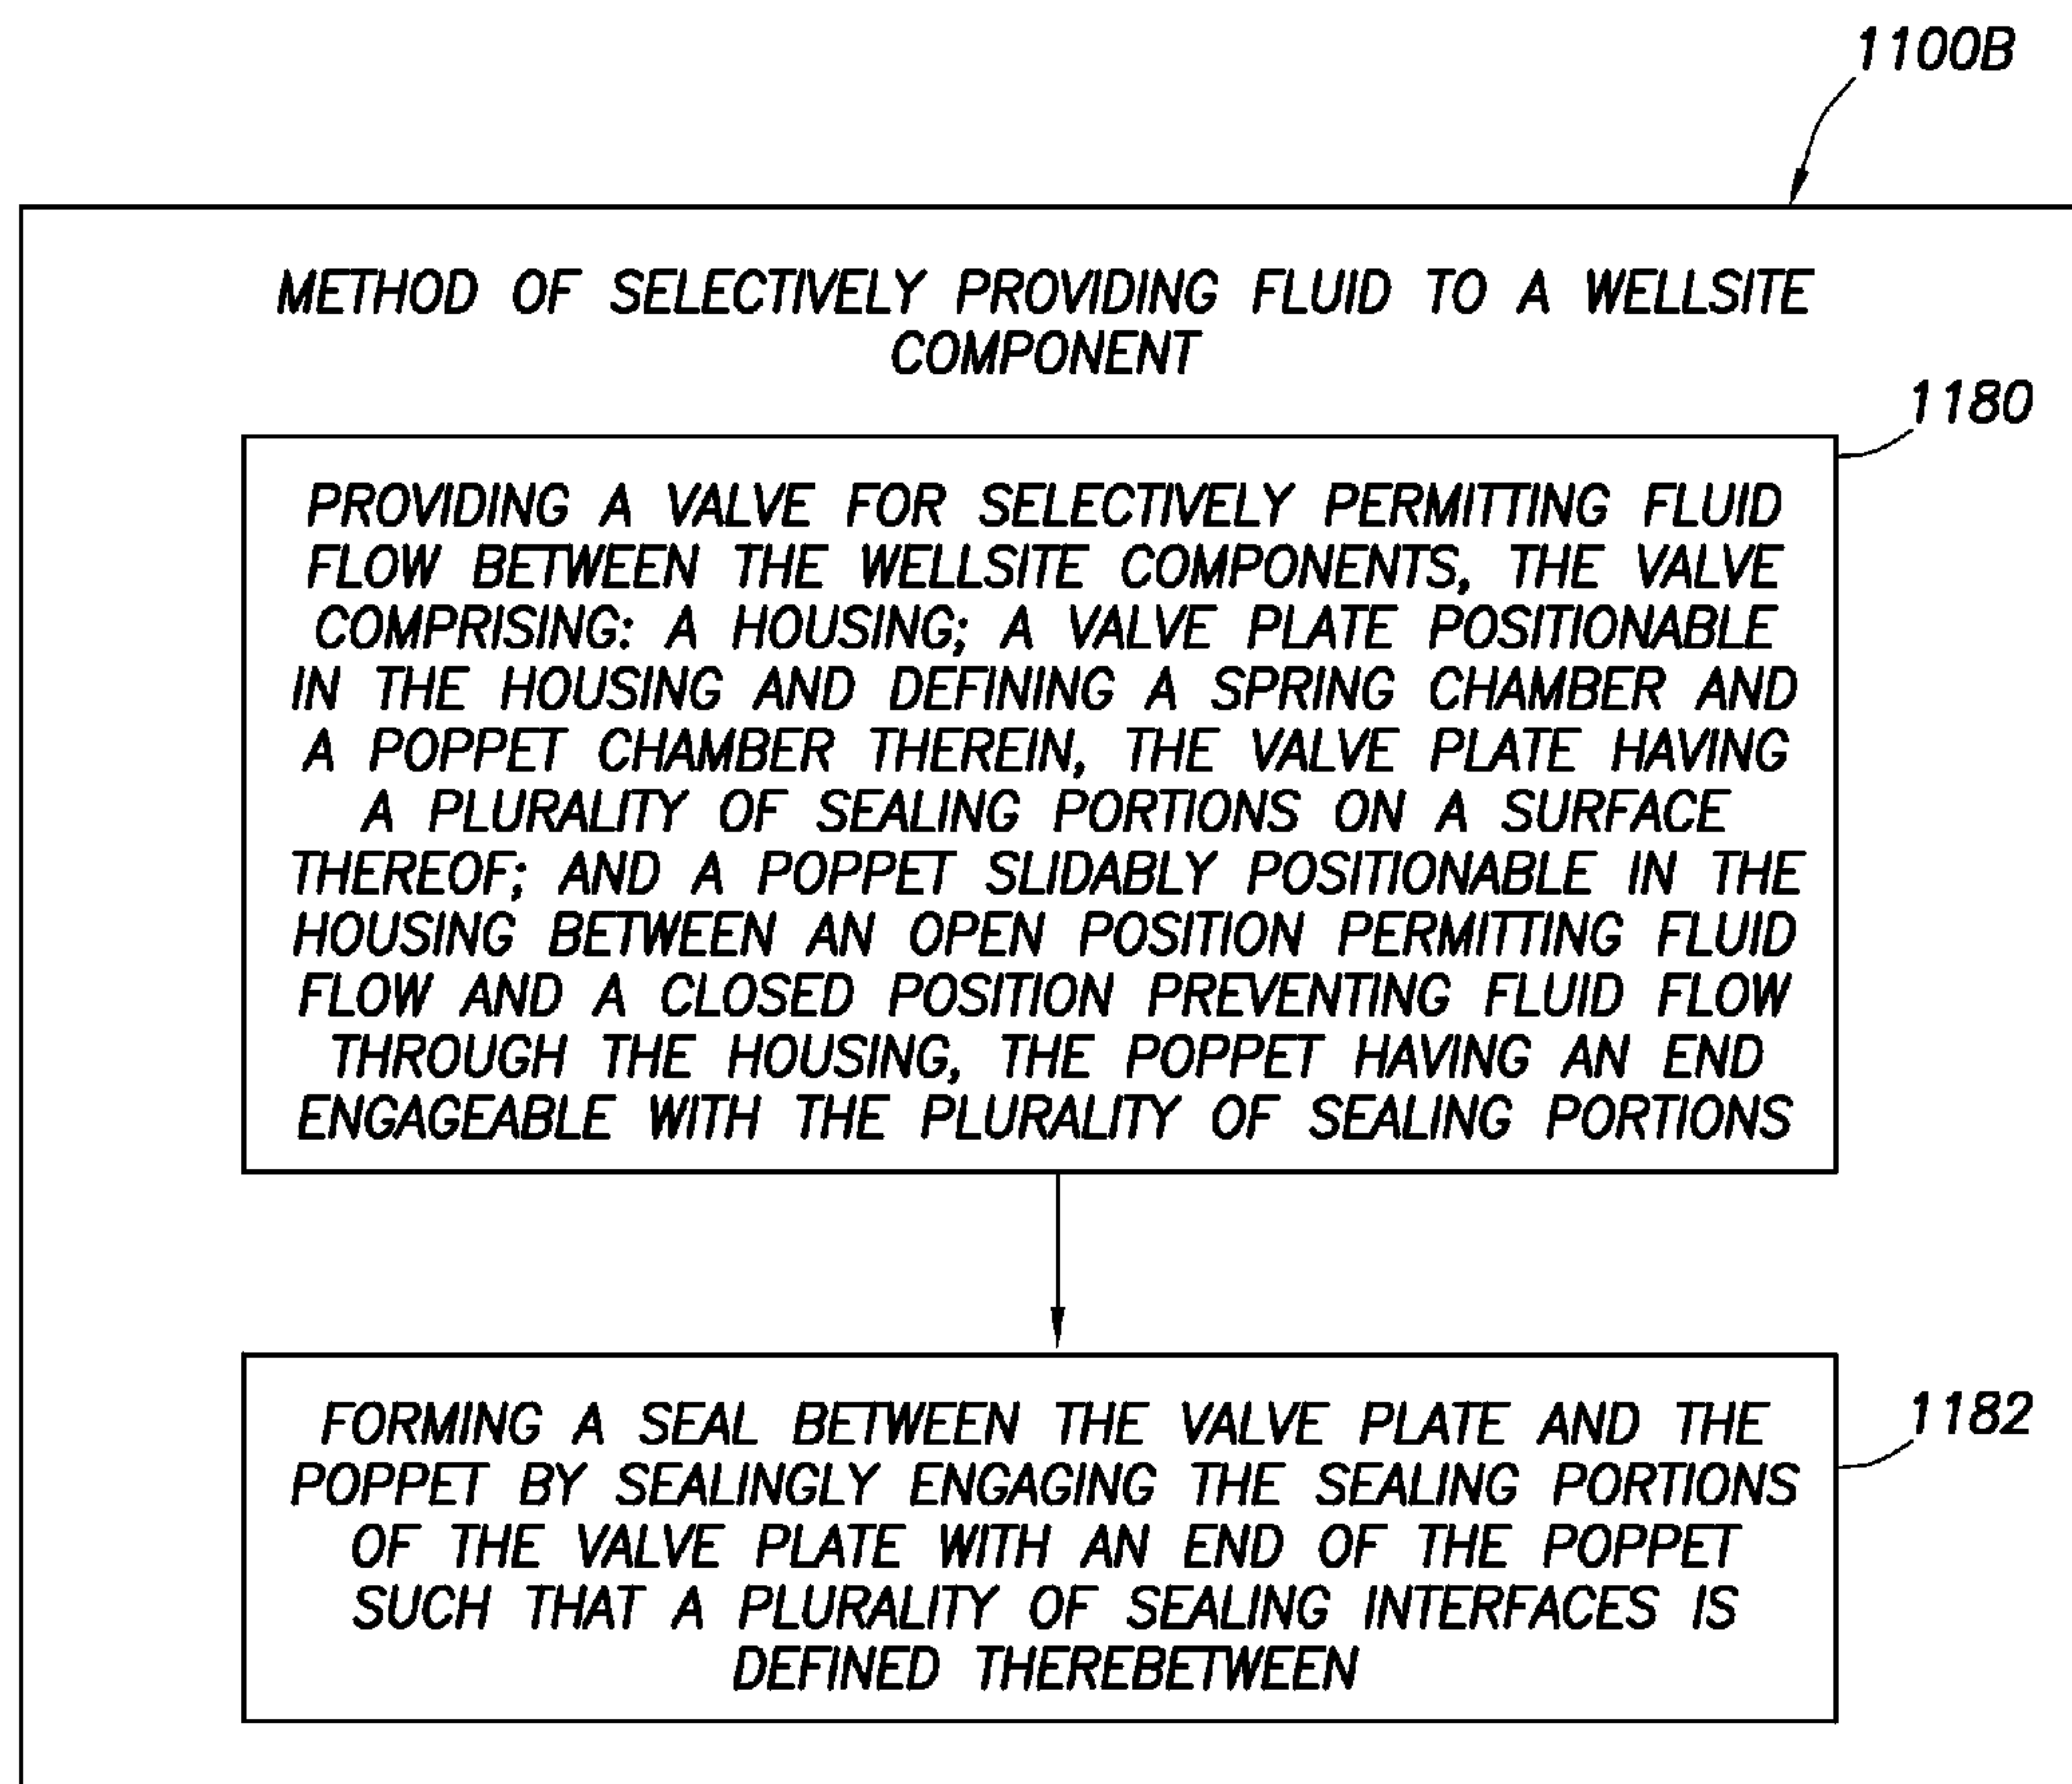 1100B
METHOD OF SELECTIVELY PROVIDING FLUID TO A WELLSITE
COMPONENT
1180
PROVIDING A VALVE FOR SELECTIVELY PERMITTING FLUID
FLOW BETWEEN THE WELLSITE COMPONENTS, THE VALVE
COMPRISING: A HOUSING; A VALVE PLATE POSITIONABLE
IN THE HOUSING AND DEFINING A SPRING CHAMBER AND
A POPPET CHAMBER THEREIN, THE VALVE PLATE HAVING
A PLURALITY OF SEALING PORTIONS ON A SURFACE
THEREOF; AND A POPPET SLIDABLY POSITIONABLE IN THE
HOUSING BETWEEN AN OPEN POSITION PERMITTING FLUID
FLOW AND A CLOSED POSITION PREVENTING FLUID FLOW
THROUGH THE HOUSING, THE POPPET HAVING AN END
ENGAGEABLE WITH THE PLURALITY OF SEALING PORTIONS
1182
FORMING A SEAL BETWEEN THE VALVE PLATE AND THE
POPPET BY SEALINGLY ENGAGING THE SEALING PORTIONS
OF THE VALVE PLATE WITH AN END OF THE POPPET
SUCH THAT A PLURALITY OF SEALING INTERFACES IS
DEFINED THEREBETWEEN